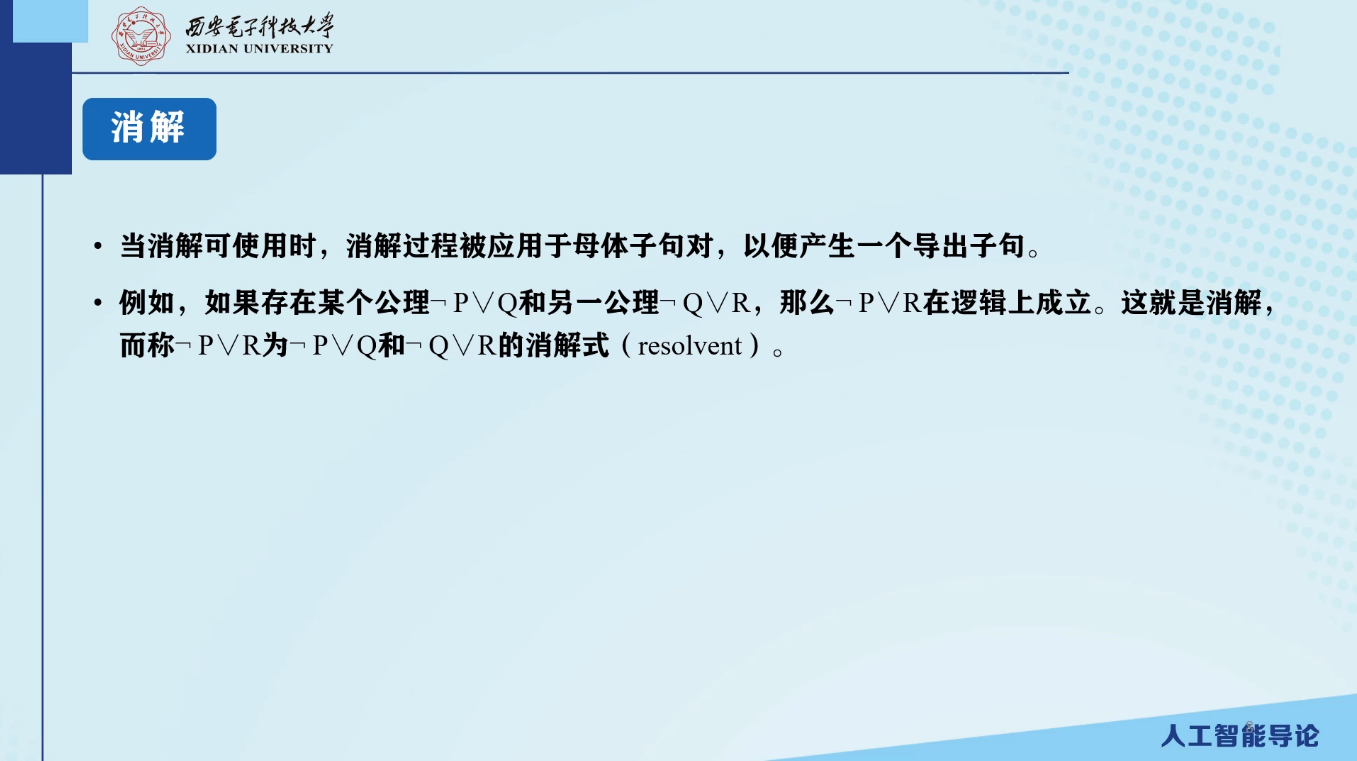 西安电子科技大学
XIDIAN UNIVERSITY
消解
• 当消解可使用时，消解过程被应用于母体子句对，以便产生一个导出子句。
• 例如，如果存在某个公理﹁ P∨Q和另一公理﹁ Q∨R，那么﹁ P∨R在逻辑上成立。这就是消解，
而称﹁ P∨R为﹁ P∨Q和﹁ Q∨R的消解式（resolvent）。
人工智能导论